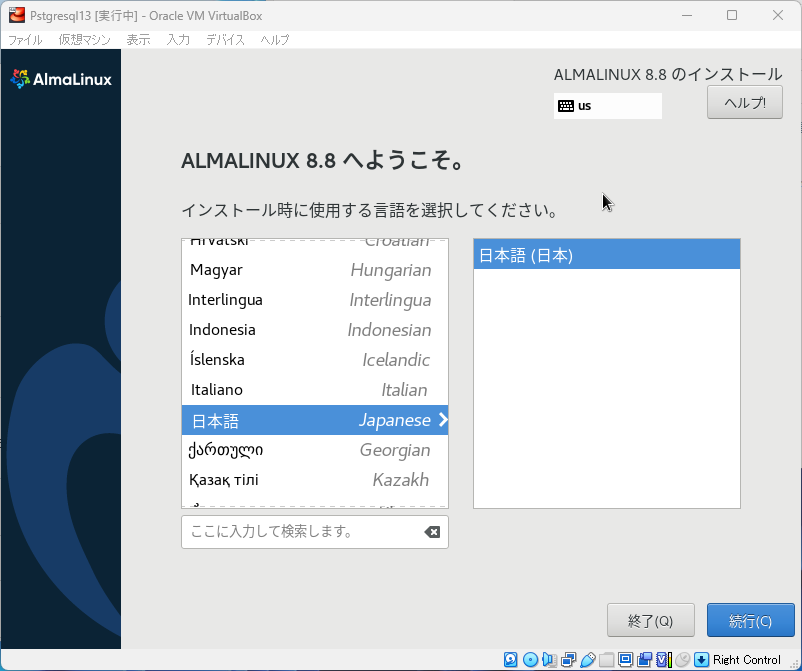 Pstgresql13 [実行中] - Oracle VM VirtualBox
ファイル 仮想マシン 表示 入力 デバイス ヘルプ
AlmaLinux
ALMALINUX 8.8 のインストール
us
ヘルプ!
ALMALINUX 8.8 へようこそ。
インストール時に使用する言語を選択してください。
Hrvatski Croatian
Magyar Hungarian
Interlingua Interlingua
Indonesia Indonesian
Íslenska Icelandic
Italiano Italian
日本語 Japanese
ქართული Georgian
Қазақ тілі Kazakh
日本語 (日本)
ここに入力して検索します。
終了(Q)
続行(C)
Right Control